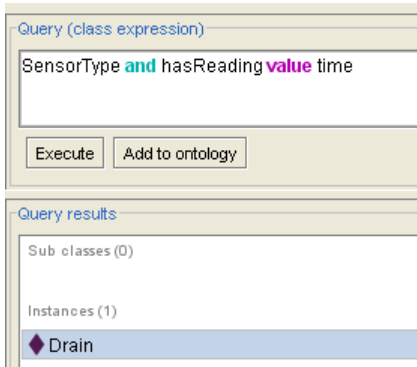 Query (class expression)
SensorType and hasReading value time
Execute Add to ontology
Query results
Sub classes (0)
Instances (1)
Drain